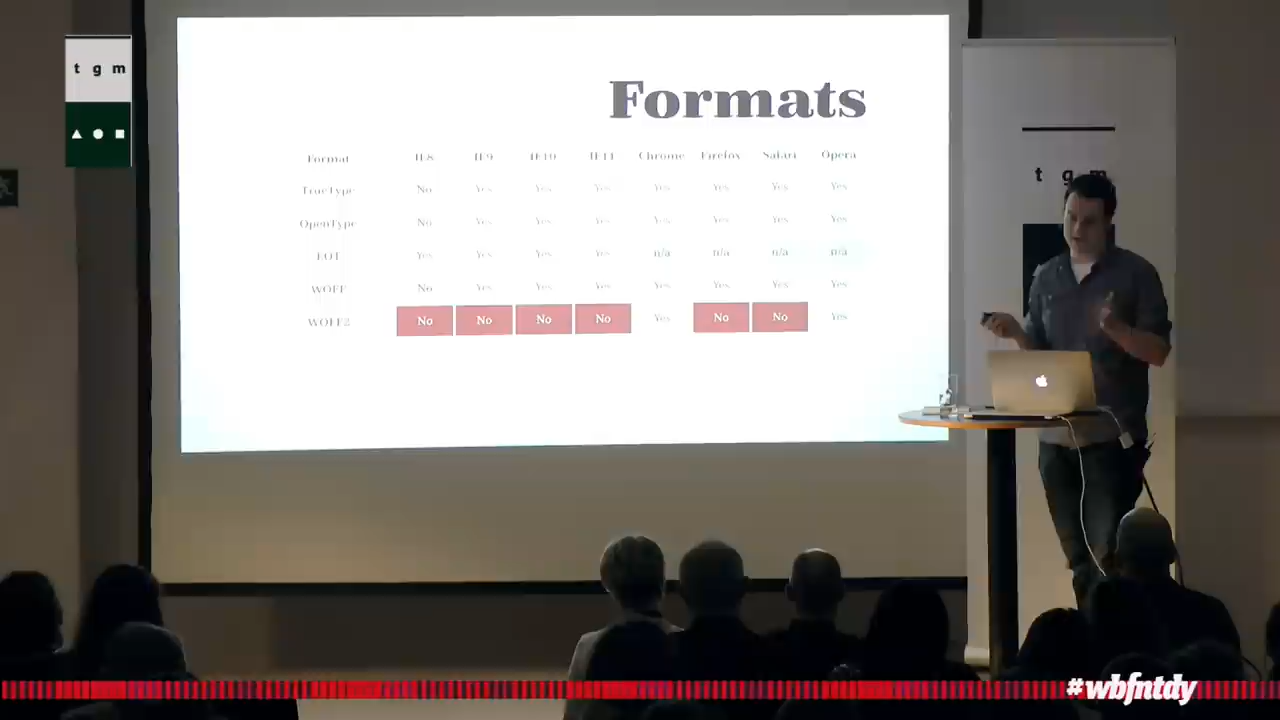 t g m
Formats
Format IE8 IE9 IE10 IE11 Chrome Firefox Safari Opera
TrueType No Yes Yes Yes Yes Yes Yes Yes
OpenType No Yes Yes Yes Yes Yes Yes Yes
EOT Yes Yes Yes Yes n/a n/a n/a n/a
WOFF No Yes Yes Yes Yes Yes Yes Yes
WOFF2 No No No No Yes No No Yes
t g m
#wbfntdy